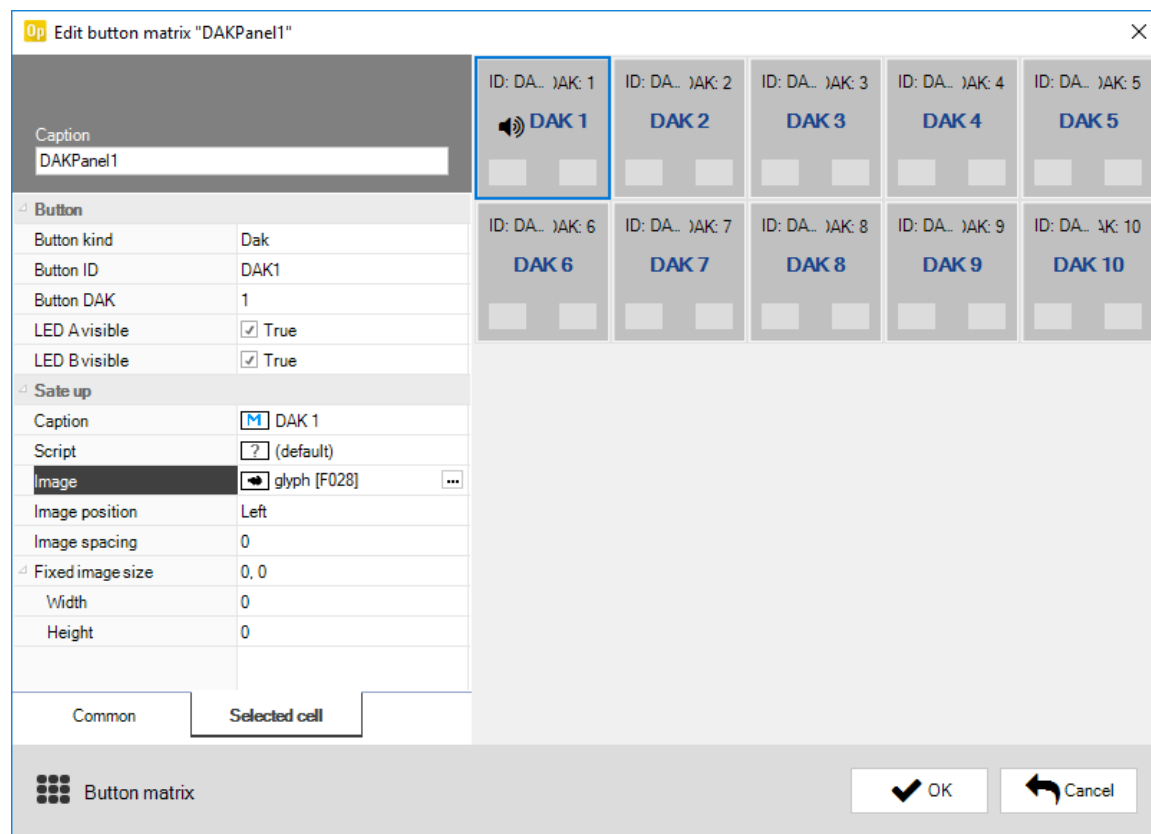 Op Edit button matrix "DAKPanel1"
Caption
DAKPanel1
Button
Button kind Dak
Button ID DAK1
Button DAK 1
LED A visible True
LED B visible True
Sate up
Caption M DAK 1
Script ? (default)
Image glyph [F028] ...
Image position Left
Image spacing 0
Fixed image size 0, 0
Width 0
Height 0
Common Selected cell
ID: DA... )AK: 1 ID: DA... )AK: 2 ID: DA... )AK: 3 ID: DA... )AK: 4 ID: DA... )AK: 5
DAK 1 DAK 2 DAK 3 DAK 4 DAK 5
ID: DA... )AK: 6 ID: DA... )AK: 7 ID: DA... )AK: 8 ID: DA... )AK: 9 ID: DA... AK: 10
DAK 6 DAK 7 DAK 8 DAK 9 DAK 10
Button matrix OK Cancel